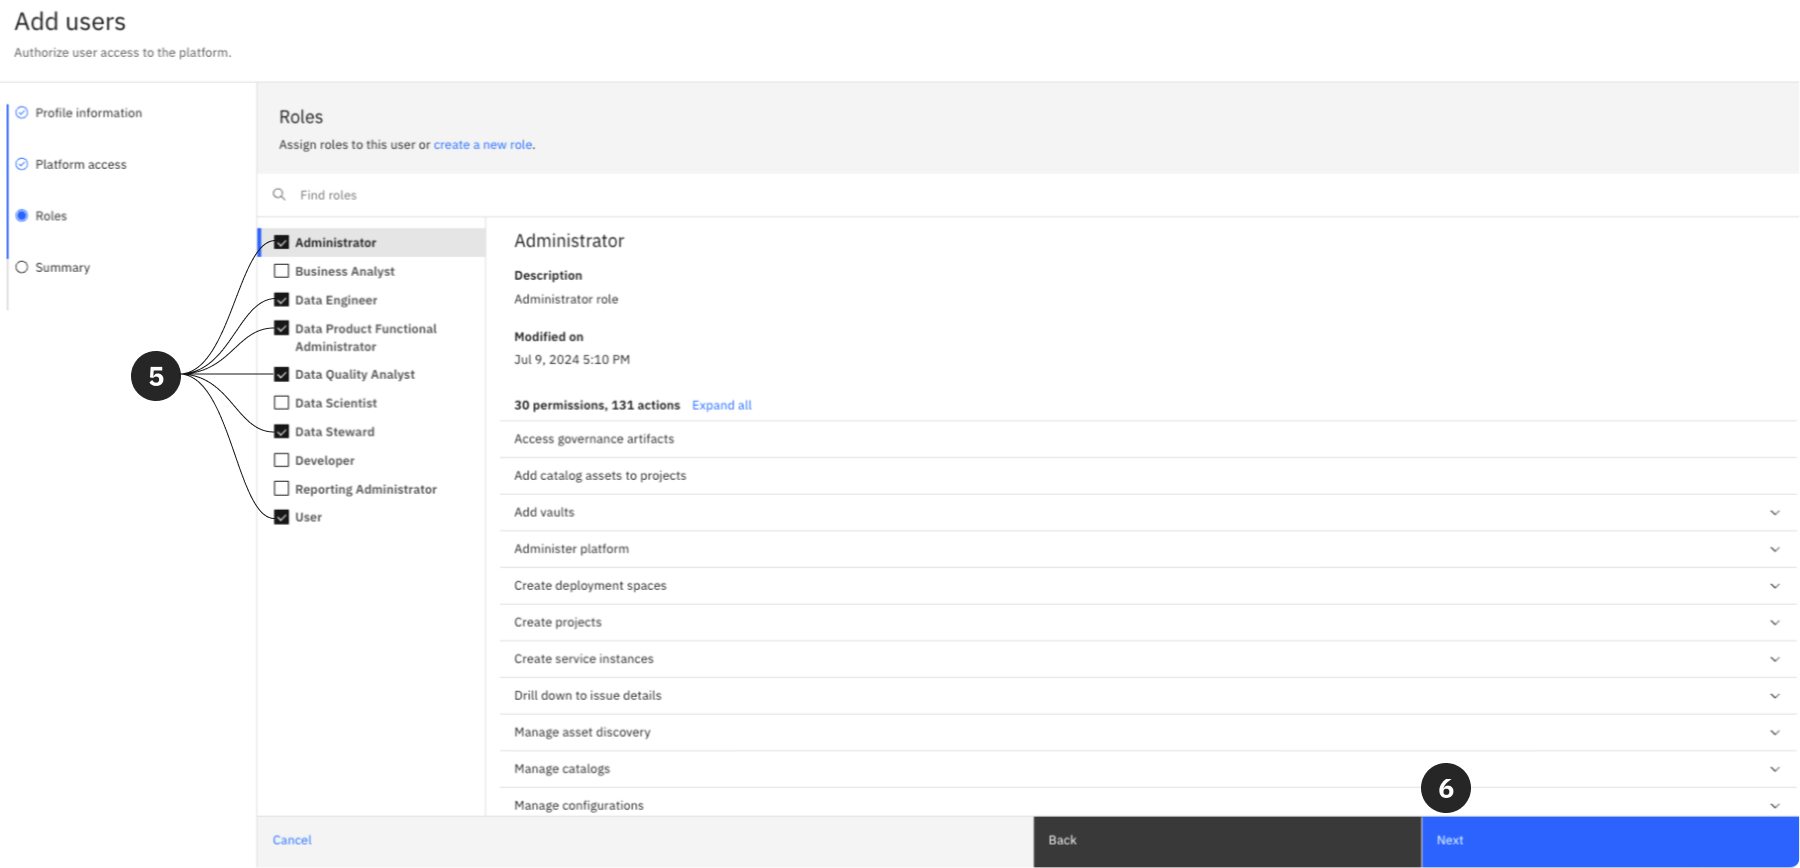 Add users
Authorize user access to the platform.
Profile information
Platform access
Roles
Summary
Roles
Assign roles to this user or create a new role.
Find roles
Administrator
Business Analyst
Data Engineer
Data Product Functional
Administrator
Data Quality Analyst
Data Scientist
Data Steward
Developer
Reporting Administrator
User
5
Administrator
Description
Administrator role
Modified on
Jul 9, 2024 5:10 PM
30 permissions, 131 actions Expand all
Access governance artifacts
Add catalog assets to projects
Add vaults
Administer platform
Create deployment spaces
Create projects
Create service instances
Drill down to issue details
Manage asset discovery
Manage catalogs
Manage configurations
6
Cancel
Back
Next